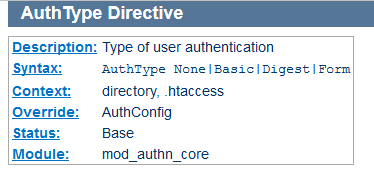 AuthType Directive
Description: Type of user authentication
Syntax: AuthType None|Basic|Digest|Form
Context: directory, .htaccess
Override: AuthConfig
Status: Base
Module: mod_authn_core